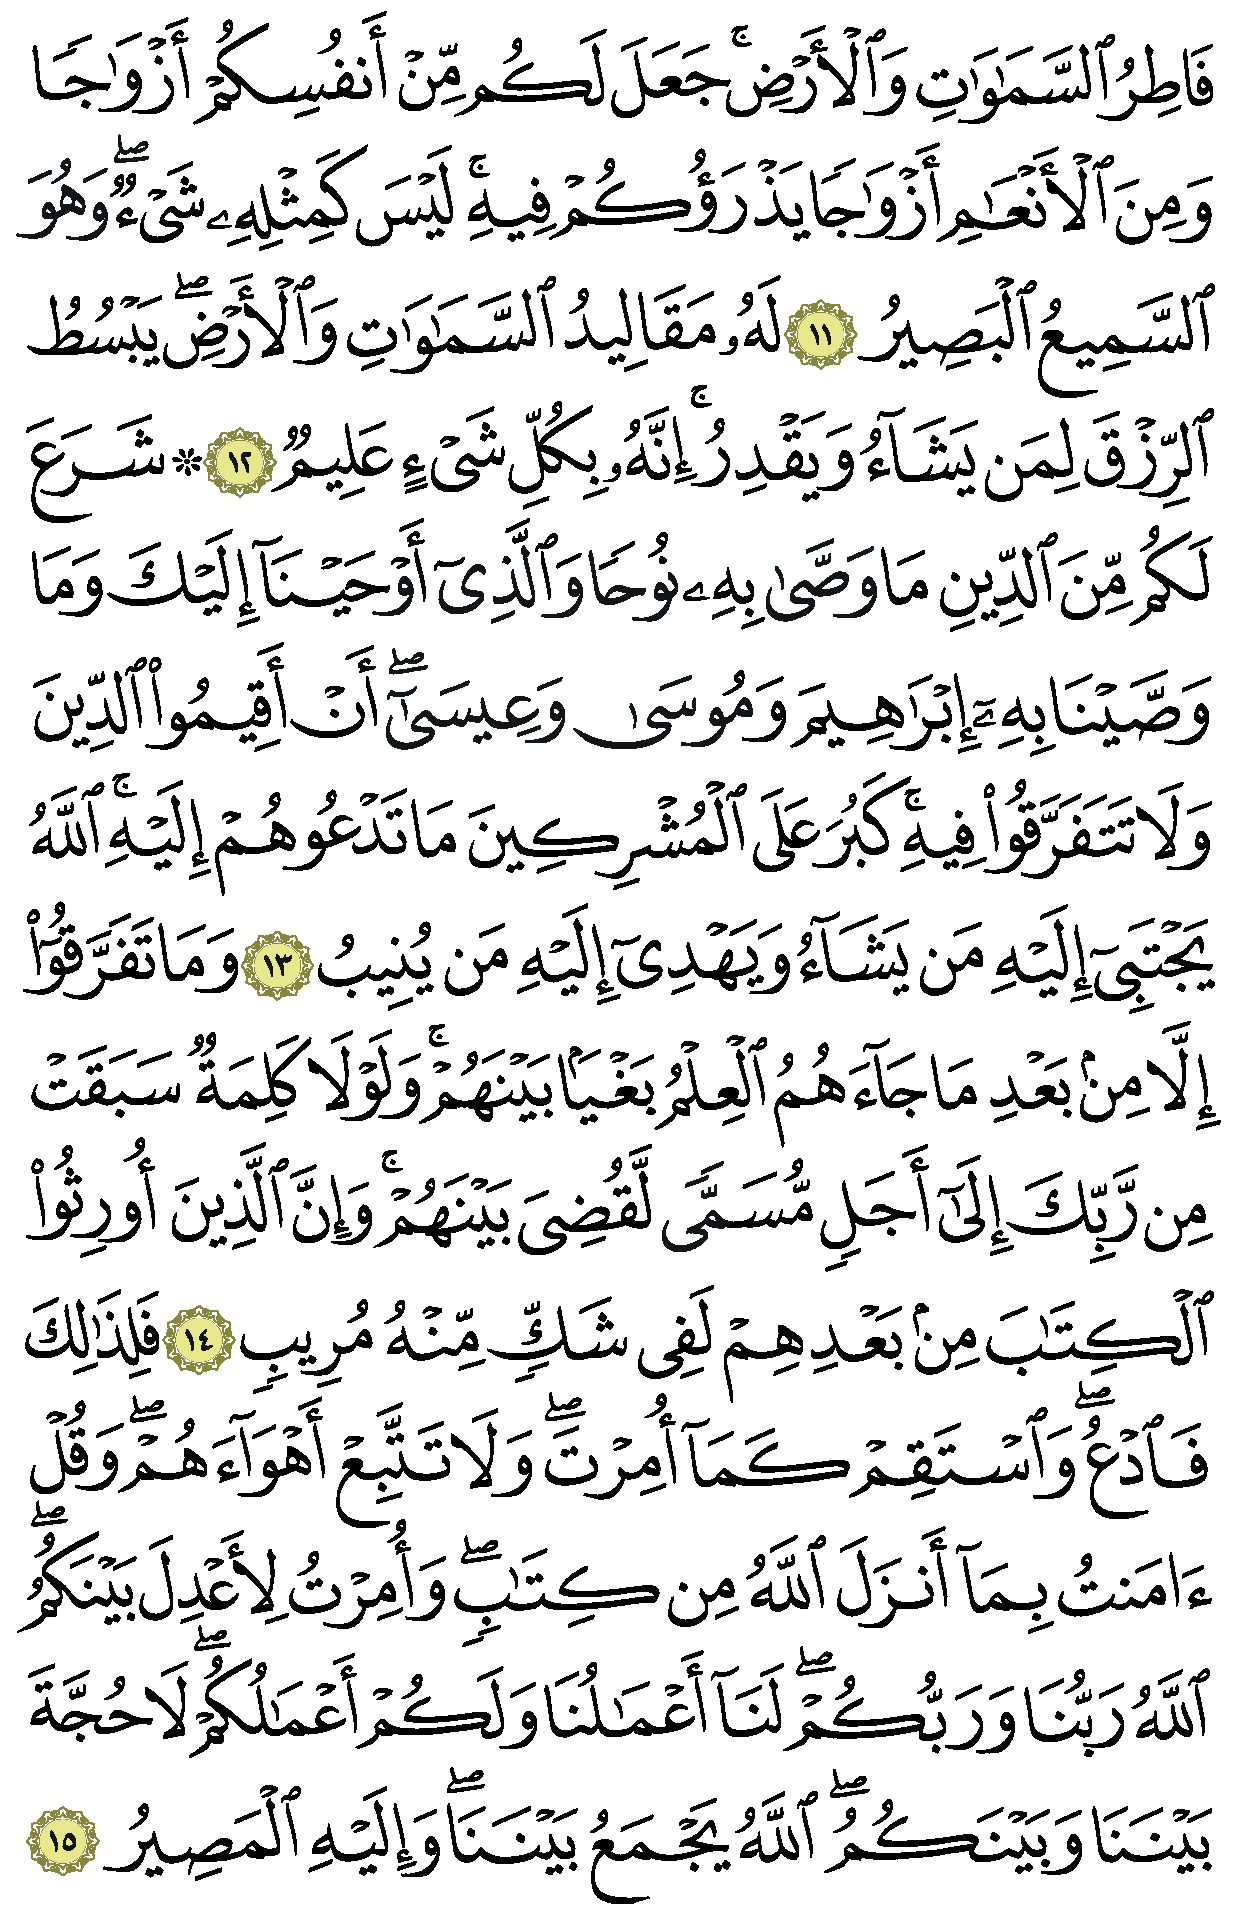 فَاطِرُ ٱلسَّمَٰوَٰتِ وَٱلْأَرْضِ ۚ جَعَلَ لَكُم مِّنْ أَنفُسِكُمْ أَزْوَٰجًا
وَمِنَ ٱلْأَنْعَٰمِ أَزْوَٰجًا يَذْرَؤُكُمْ فِيهِ ۚ لَيْسَ كَمِثْلِهِۦ شَىْءٌ ۖ وَهُوَ
ٱلسَّمِيعُ ٱلْبَصِيرُ ١١ لَهُۥ مَقَالِيدُ ٱلسَّمَٰوَٰتِ وَٱلْأَرْضِ ۖ يَبْسُطُ
ٱلرِّزْقَ لِمَن يَشَآءُ وَيَقْدِرُ ۚ إِنَّهُۥ بِكُلِّ شَىْءٍ عَلِيمٌ ١٢ ۞ شَرَعَ
لَكُم مِّنَ ٱلدِّينِ مَا وَصَّىٰ بِهِۦ نُوحًا وَٱلَّذِىٓ أَوْحَيْنَآ إِلَيْكَ وَمَا
وَصَّيْنَا بِهِۦٓ إِبْرَٰهِيمَ وَمُوسَىٰ وَعِيسَىٰٓ ۖ أَنْ أَقِيمُوا۟ ٱلدِّينَ
وَلَا تَتَفَرَّقُوا۟ فِيهِ ۚ كَبُرَ عَلَى ٱلْمُشْرِكِينَ مَا تَدْعُوهُمْ إِلَيْهِ ۚ ٱللَّهُ
يَجْتَبِىٓ إِلَيْهِ مَن يَشَآءُ وَيَهْدِىٓ إِلَيْهِ مَن يُنِيبُ ١٣ وَمَا تَفَرَّقُوٓا۟
إِلَّا مِنۢ بَعْدِ مَا جَآءَهُمُ ٱلْعِلْمُ بَغْيًۢا بَيْنَهُمْ ۚ وَلَوْلَا كَلِمَةٌ سَبَقَتْ
مِن رَّبِّكَ إِلَىٰٓ أَجَلٍ مُّسَمًّى لَّقُضِىَ بَيْنَهُمْ ۚ وَإِنَّ ٱلَّذِينَ أُورِثُوا۟
ٱلْكِتَٰبَ مِنۢ بَعْدِهِمْ لَفِى شَكٍّ مِّنْهُ مُرِيبٍ ١٤ فَلِذَٰلِكَ
فَٱدْعُ ۖ وَٱسْتَقِمْ كَمَآ أُمِرْتَ ۖ وَلَا تَتَّبِعْ أَهْوَآءَهُمْ ۖ وَقُلْ
ءَامَنتُ بِمَآ أَنزَلَ ٱللَّهُ مِن كِتَٰبٍ ۖ وَأُمِرْتُ لِأَعْدِلَ بَيْنَكُمُ ۖ
ٱللَّهُ رَبُّنَا وَرَبُّكُمْ ۖ لَنَآ أَعْمَٰلُنَا وَلَكُمْ أَعْمَٰلُكُمْ ۖ لَا حُجَّةَ
بَيْنَنَا وَبَيْنَكُمُ ۖ ٱللَّهُ يَجْمَعُ بَيْنَنَا ۖ وَإِلَيْهِ ٱلْمَصِيرُ ١٥